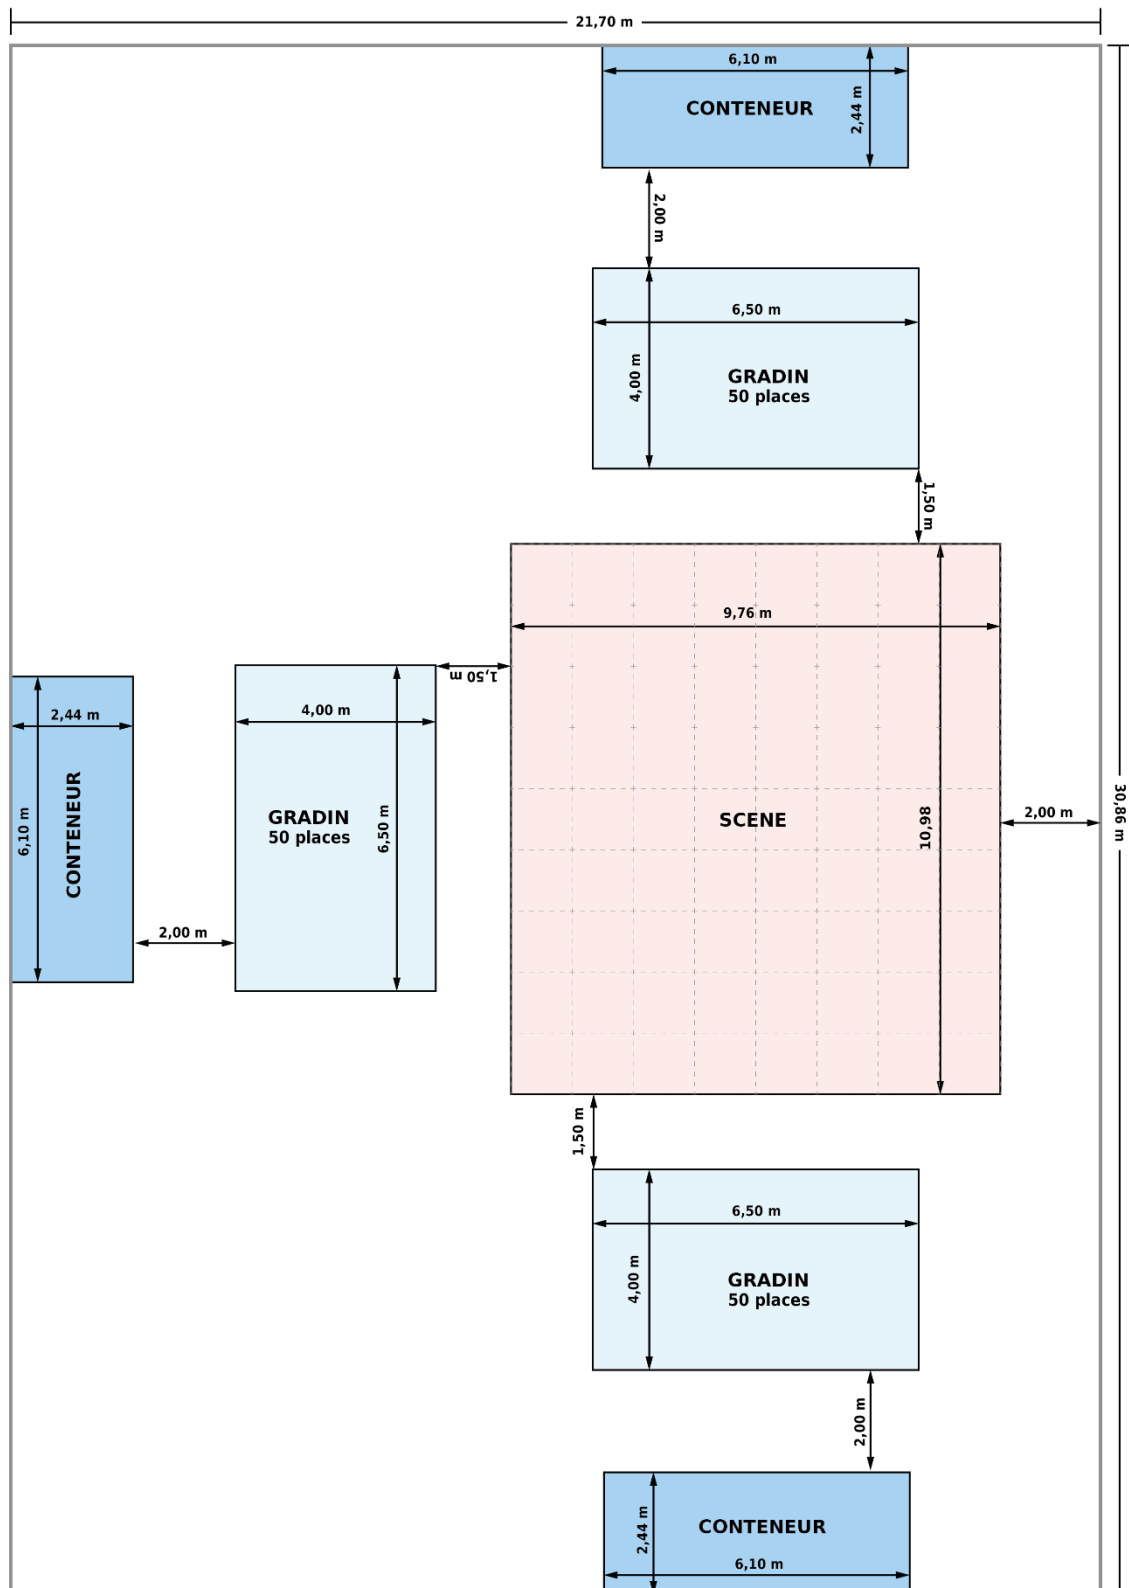 21,70 m
6,10 m
CONTENEUR
2,44 m
2,00 m
6,50 m
4,00 m
GRADIN
50 places
1,50 m
9,76 m
1,50 m
2,44 m
4,00 m
6,10 m
CONTENEUR
GRADIN
50 places
6,50 m
SCENE
10,98
2,00 m
30,86 m
2,00 m
1,50 m
6,50 m
4,00 m
GRADIN
50 places
2,00 m
2,44 m
CONTENEUR
6,10 m